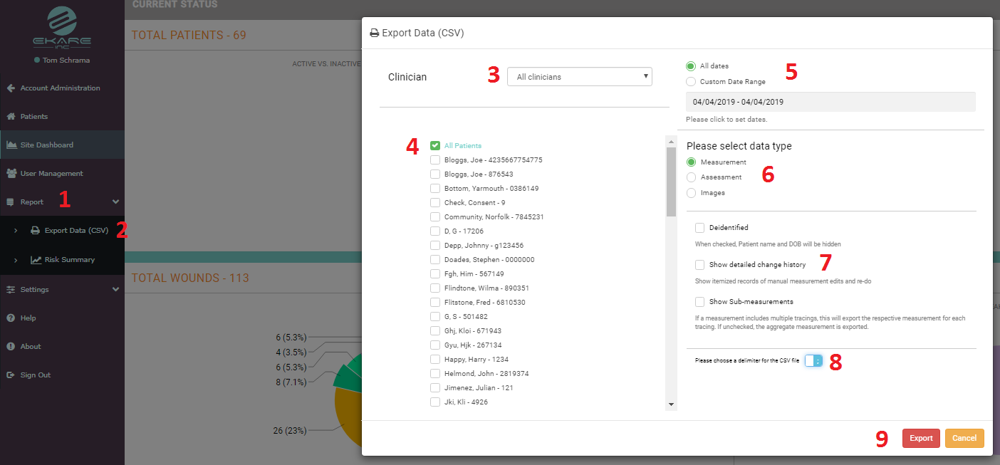 EKARE
INC
Tom Schrama
Account Administration
Patients
Site Dashboard
User Management
Report
1
Export Data (CSV)
2
Risk Summary
Settings
Help
About
Sign Out
CURRENT STATUS
TOTAL PATIENTS - 69
ACTIVE VS. INACTIVE
TOTAL WOUNDS - 113
6 (5.3%)
4 (3.5%)
6 (5.3%)
8 (7.1%)
26 (23%)
Export Data (CSV)
Clinician
3
All clinicians
4
All Patients
Bloggs, Joe - 4235667754775
Bloggs, Joe - 876543
Bottom, Yarmouth - 0386149
Check, Consent - 9
Community, Norfolk - 7845231
D, G - 17206
Depp, Johnny - g123456
Doades, Stephen - 0000000
Fgh, Him - 567149
Flindtone, Wilma - 890351
Flitstone, Fred - 6810530
G, S - 501482
Ghj, Kloi - 671943
Gyu, Hjk - 267134
Happy, Harry - 1234
Helmond, John - 2819374
Jimenez, Julian - 121
Jki, Kli - 4926
All dates
Custom Date Range
5
04/04/2019 - 04/04/2019
Please click to set dates.
Please select data type
Measurement
Assessment
Images
6
Deidentified
When checked, Patient name and DOB will be hidden
Show detailed change history
7
Show itemized records of manual measurement edits and re-do
Show Sub-measurements
If a measurement includes multiple tracings, this will export the respective measurement for each
tracing. If unchecked, the aggregate measurement is exported.
Please choose a delimiter for the CSV file
;
8
9
Export
Cancel